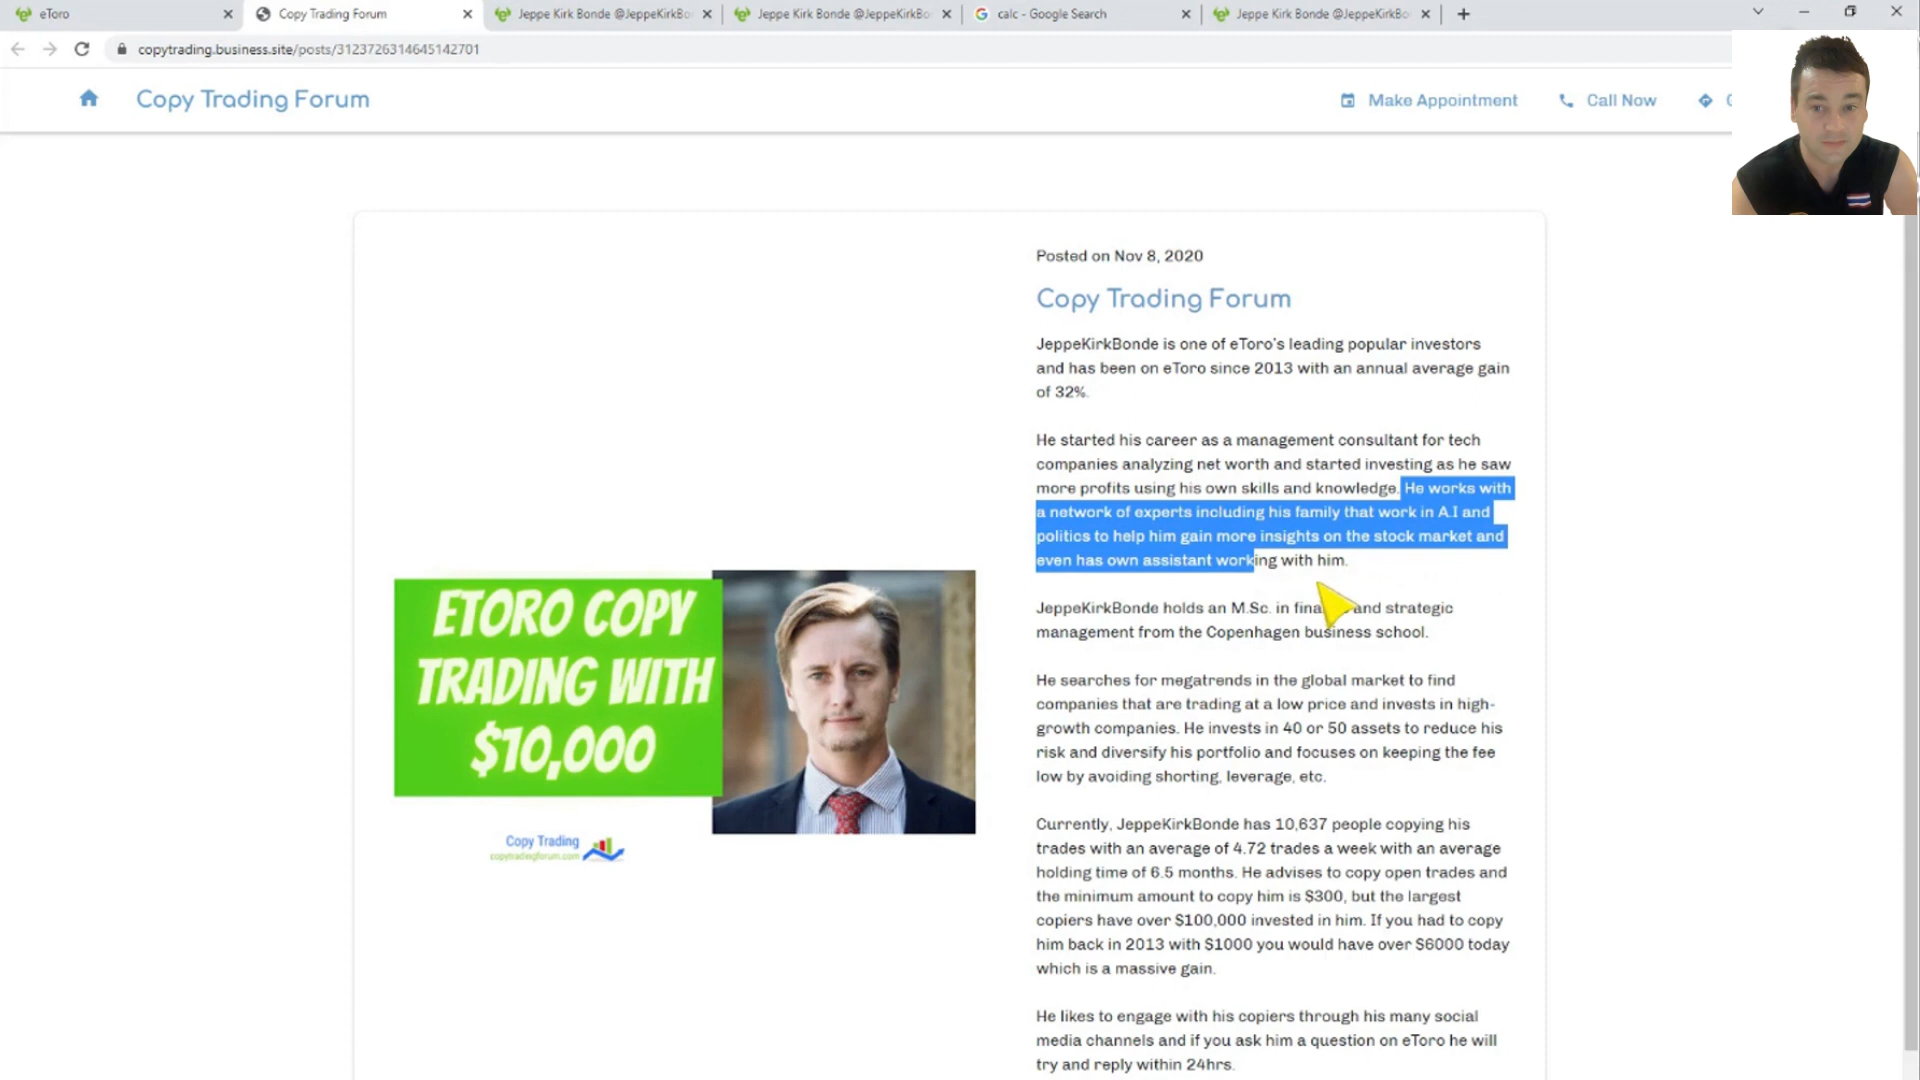 eToro
Copy Trading Forum
Jeppe Kirk Bonde @JeppeKirkBo
Jeppe Kirk Bonde @JeppeKirkBo
calc - Google Search
Jeppe Kirk Bonde @JeppeKirkBo
copytrading.business.site/posts/3123726314645142701
Copy Trading Forum
Make Appointment
Call Now
Posted on Nov 8, 2020
Copy Trading Forum
JeppeKirkBonde is one of eToro's leading popular investors
and has been on eToro since 2013 with an annual average gain
of 32%.
He started his career as a management consultant for tech
companies analyzing net worth and started investing as he saw
more profits using his own skills and knowledge. He works with
a network of experts including his family that work in A.I and
politics to help him gain more insights on the stock market and
even has own assistant working with him.
JeppeKirkBonde holds an M.Sc. in fina and strategic
management from the Copenhagen business school.
He searches for megatrends in the global market to find
companies that are trading at a low price and invests in high-
growth companies. He invests in 40 or 50 assets to reduce his
risk and diversify his portfolio and focuses on keeping the fee
low by avoiding shorting, leverage, etc.
Currently, JeppeKirkBonde has 10,637 people copying his
trades with an average of 4.72 trades a week with an average
holding time of 6.5 months. He advises to copy open trades and
the minimum amount to copy him is $300, but the largest
copiers have over $100,000 invested in him. If you had to copy
him back in 2013 with $1000 you would have over $6000 today
which is a massive gain.
He likes to engage with his copiers through his many social
media channels and if you ask him a question on eToro he will
try and reply within 24hrs.
ETORO COPY
TRADING WITH
$10,000
Copy Trading
copytradingforum.com